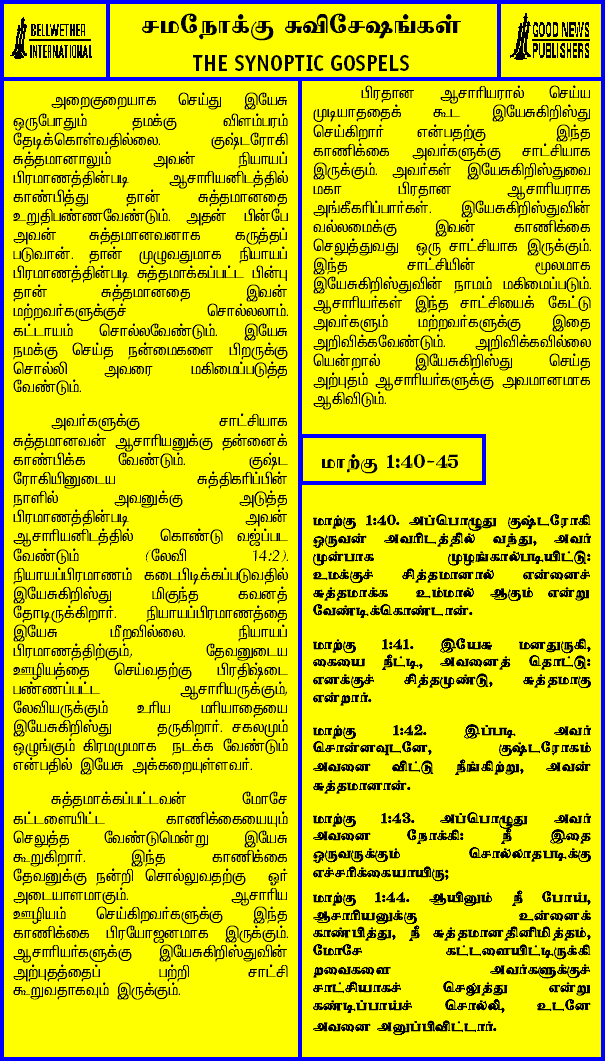 BELLWETHER
INTERNATIONAL
சமநோக்கு சுவிசேஷங்கள்
THE SYNOPTIC GOSPELS
GOOD NEWS
PUBLISHERS
அறைகுறையாக செய்து இயேசு
ஒருபோதும் தமக்கு விளம்பரம்
தேடிக்கொள்வதில்லை. குஷ்டரோகி
சுத்தமானாலும் அவன் நியாயப்
பிரமாணத்தின்படி ஆசாரியனிடத்தில்
காண்பித்து தான் சுத்தமானதை
உறுதிபண்ணவேண்டும். அதன் பின்பே
அவன் சுத்தமானவனாக கருத்தப்
படுவான். தான் முழுவதுமாக நியாயப்
பிரமாணத்தின்படி சுத்தமாக்கப்பட்ட பின்பு
தான் சுத்தமானதை இவன்
மற்றவர்களுக்குச் சொல்லலாம்.
கட்டாயம் சொல்லவேண்டும். இயேசு
நமக்கு செய்த நன்மைகளை பிறருக்கு
சொல்லி அவரை மகிமைப்படுத்த
வேண்டும்.
அவர்களுக்கு சாட்சியாக
சுத்தமானவன் ஆசாரியனுக்கு தன்னைக்
காண்பிக்க வேண்டும். குஷ்ட
ரோகியினுடைய சுத்திகரிப்பின்
நாளில் அவனுக்கு அடுத்த
பிரமாணத்தின்படி அவன்
ஆசாரியனிடத்தில் கொண்டு வஜ்ப்பட
வேண்டும் (லேவி 14:2).
நியாயப்பிரமாணம் கடைபிடிக்கப்படுவதில்
இயேசுகிறிஸ்து மிகுந்த கவனத்
தோடிருக்கிறார். நியாயப்பிரமாணத்தை
இயேசு மீறவில்லை. நியாயப்
பிரமாணத்திற்கும், தேவனுடைய
ஊழியத்தை செய்வதற்கு பிரதிஷ்டை
பண்ணப்பட்ட ஆசாரியருக்கும்,
லேவியருக்கும் உரிய மரியாதையை
இயேசுகிறிஸ்து தருகிறார். சகலமும்
ஒழுங்கும் கிரமமுமாக நடக்க வேண்டும்
என்பதில் இயேசு அக்கறையுள்ளவர்.
சுத்தமாக்கப்பட்டவன் மோசே
கட்டளையிட்ட காணிக்கையையும்
செலுத்த வேண்டுமென்று இயேசு
கூறுகிறார். இந்த காணிக்கை
தேவனுக்கு நன்றி சொல்லுவதற்கு ஓர்
அடையாளமாகும். ஆசாரிய
ஊழியம் செய்கிறவர்களுக்கு இந்த
காணிக்கை பிரயோஜனமாக இருக்கும்.
ஆசாரியர்களுக்கு இயேசுகிறிஸ்துவின்
அற்புதத்தைப் பற்றி சாட்சி
கூறுவதாகவும் இருக்கும்.
பிரதான ஆசாரியரால் செய்ய
முடியாததைக் கூட இயேசுகிறிஸ்து
செய்கிறார் என்பதற்கு இந்த
காணிக்கை அவர்களுக்கு சாட்சியாக
இருக்கும். அவர்கள் இயேசுகிறிஸ்துவை
மகா பிரதான ஆசாரியராக
அங்கீகரிப்பார்கள். இயேசுகிறிஸ்துவின்
வல்லமைக்கு இவன் காணிக்கை
செலுத்துவது ஒரு சாட்சியாக இருக்கும்.
இந்த சாட்சியின் மூலமாக
இயேசுகிறிஸ்துவின் நாமம் மகிமைப்படும்.
ஆசாரியர்கள் இந்த சாட்சியைக் கேட்டு
அவர்களும் மற்றவர்களுக்கு இதை
அறிவிக்கவேண்டும். அறிவிக்கவில்லை
யென்றால் இயேசுகிறிஸ்து செய்த
அற்புதம் ஆசாரியர்களுக்கு அவமானமாக
ஆகிவிடும்.
மாற்கு 1:40-45
மாற்கு 1:40. அப்பொழுது குஷ்டரோகி
ஒருவன் அவரிடத்தில் வந்து, அவர்
முன்பாக முழங்கால்படியிட்டு:
உமக்குச் சித்தமானால் என்னைச்
சுத்தமாக்க உம்மால் ஆகும் என்று
வேண்டிக்கொண்டான்.
மாற்கு 1:41. இயேசு மனதுருகி,
கையை நீட்டி, அவனைத் தொட்டு:
எனக்குச் சித்தமுண்டு, சுத்தமாகு
என்றார்.
மாற்கு 1:42. இப்படி அவர்
சொன்னவுடனே, குஷ்டரோகம்
அவனை விட்டு நீங்கிற்று, அவன்
சுத்தமானான்.
மாற்கு 1:43. அப்பொழுது அவர்
அவனை நோக்கி: நீ இதை
ஒருவருக்கும் சொல்லாதபடிக்கு
எச்சரிக்கையாயிரு;
மாற்கு 1:44. ஆயினும் நீ போய்,
ஆசாரியனுக்கு உன்னைக்
காண்பித்து, நீ சுத்தமானதினிமித்தம்,
மோசே கட்டளையிட்டிருக்கி
றவைகளை அவர்களுக்குச்
சாட்சியாகச் செலுத்து என்று
கண்டிப்பாய்ச் சொல்லி, உடனே
அவனை அனுப்பிவிட்டார்.